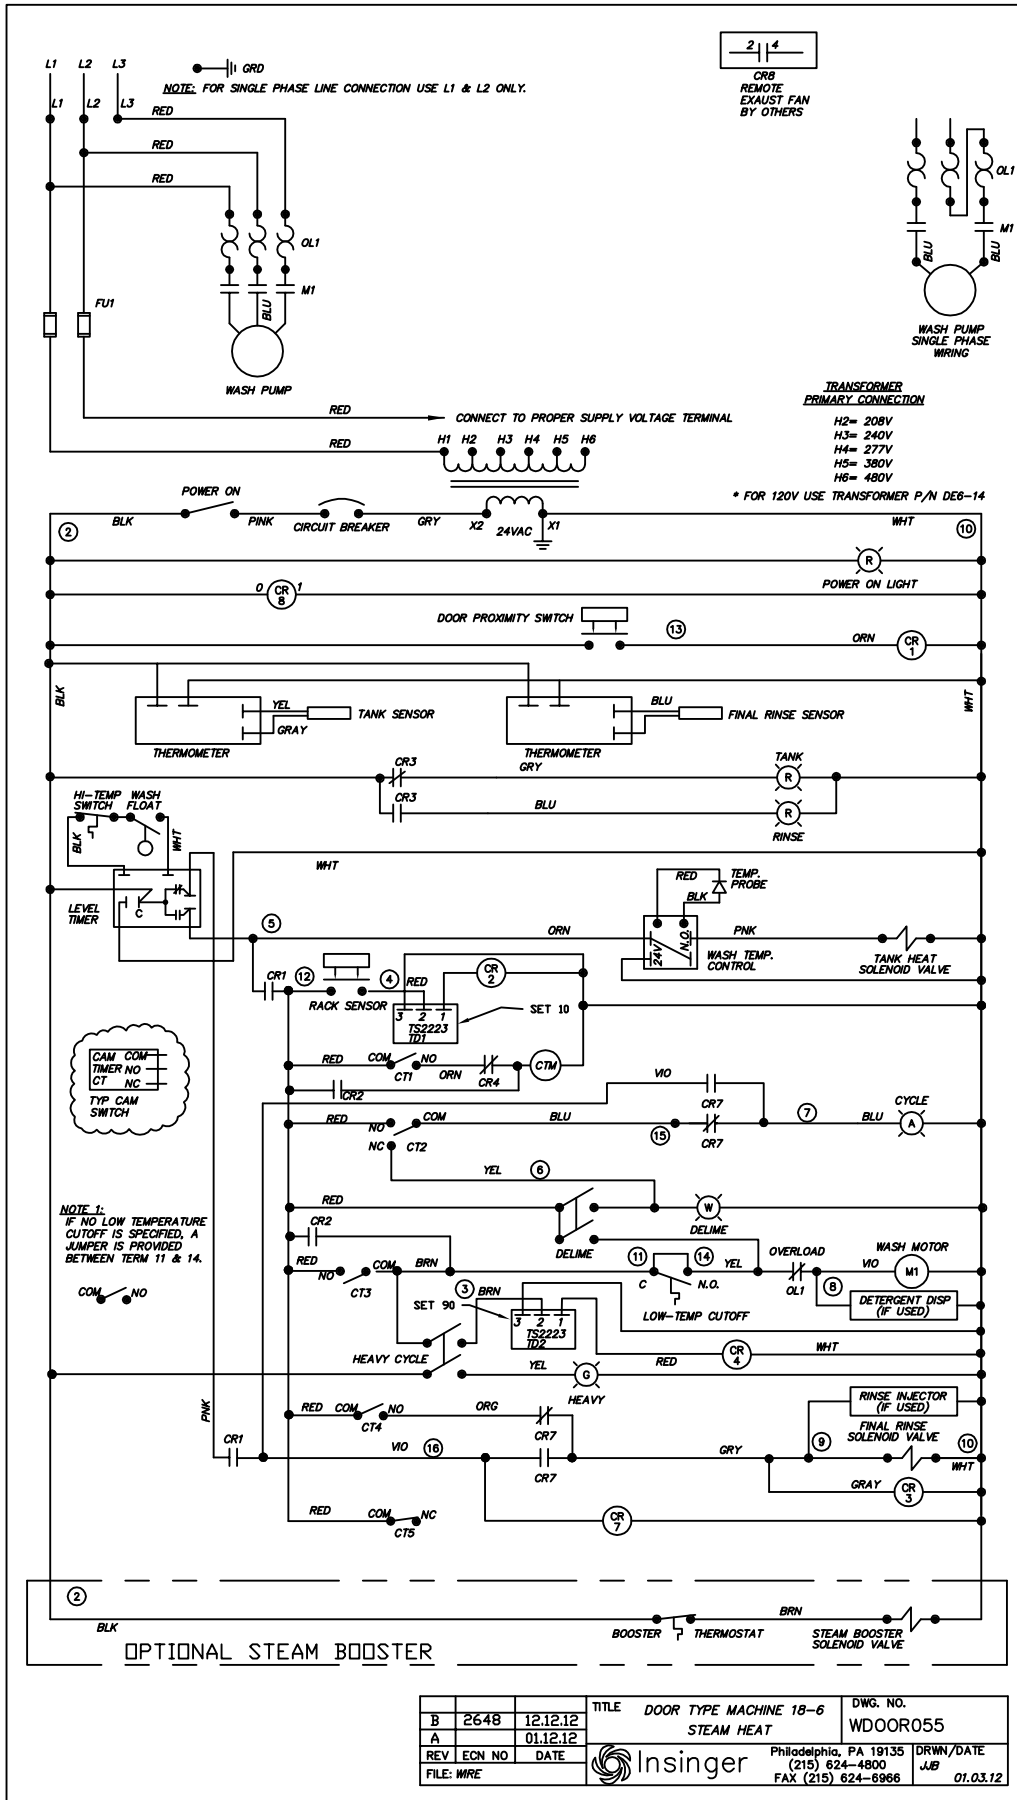 L1 L2 L3
GRD
NOTE: FOR SINGLE PHASE LINE CONNECTION USE L1 & L2 ONLY.
L1 L2 L3
RED
RED
RED
OL1
M1
BLU
FU1
WASH PUMP
2 4
CR8
REMOTE
EXAUST FAN
BY OTHERS
OL1
M1
BLU BLU
WASH PUMP
SINGLE PHASE
WIRING
RED
CONNECT TO PROPER SUPPLY VOLTAGE TERMINAL
RED
H1 H2 H3 H4 H5 H6
TRANSFORMER
PRIMARY CONNECTION
H2= 208V
H3= 240V
H4= 277V
H5= 380V
H6= 480V
* FOR 120V USE TRANSFORMER P/N DE6-14
POWER ON
2 BLK PINK CIRCUIT BREAKER GRY X2 24VAC X1 WHT 10
R
POWER ON LIGHT
0 CR 8 1
DOOR PROXIMITY SWITCH
13 ORN CR 1
BLK WHT
YEL TANK SENSOR
GRAY
THERMOMETER
BLU FINAL RINSE SENSOR
THERMOMETER
GRY
CR3 TANK R
CR3 BLU R
RINSE
HI-TEMP SWITCH WASH FLOAT
BLK WHT
WHT
LEVEL TIMER C
5 ORN
RED TEMP. PROBE
BLK
24V N.O.
WASH TEMP. CONTROL
PNK
TANK HEAT
SOLENOID VALVE
CR1 12 RACK SENSOR 4 RED CR 2
3 2 1
TS2223
TD1
SET 10
CAM COM
TIMER NO
CT NC
TYP CAM
SWITCH
RED COM NO CT1 ORN CR4 CTM
CR2
VIO CR7
RED NO COM CT2 NC BLU 15 CR7 7 BLU CYCLE A
YEL 6
NOTE 1:
IF NO LOW TEMPERATURE
CUTOFF IS SPECIFIED, A
JUMPER IS PROVIDED
BETWEEN TERM 11 & 14.
COM NO
RED DELIME W DELIME
CR2
RED NO COM CT3 BRN 11 14 YEL OVERLOAD OL1 VIO WASH MOTOR M1
C N.O.
LOW-TEMP CUTOFF
8 DETERGENT DISP
(IF USED)
3 BRN
SET 90
3 2 1
TS2223
TD2
HEAVY CYCLE
RED CR 4 WHT
YEL G
HEAVY
PNK
RED COM NO CT4 ORG CR7
RINSE INJECTOR
(IF USED)
CR1 VIO 16 CR7 GRY 9
FINAL RINSE
SOLENOID VALVE
10 WHT
GRAY CR 3
RED COM NC CT5 CR 7
2
BLK BOOSTER THERMOSTAT BRN STEAM BOOSTER
SOLENOID VALVE
OPTIONAL STEAM BOOSTER
B 2648 12.12.12
A 01.12.12
REV ECN NO DATE
FILE: WIRE
TITLE DOOR TYPE MACHINE 18-6
STEAM HEAT
DWG. NO.
WDOOR055
Insinger
Philadelphia, PA 19135
(215) 624-4800
FAX (215) 624-6966
DRWN/DATE
JJB
01.03.12